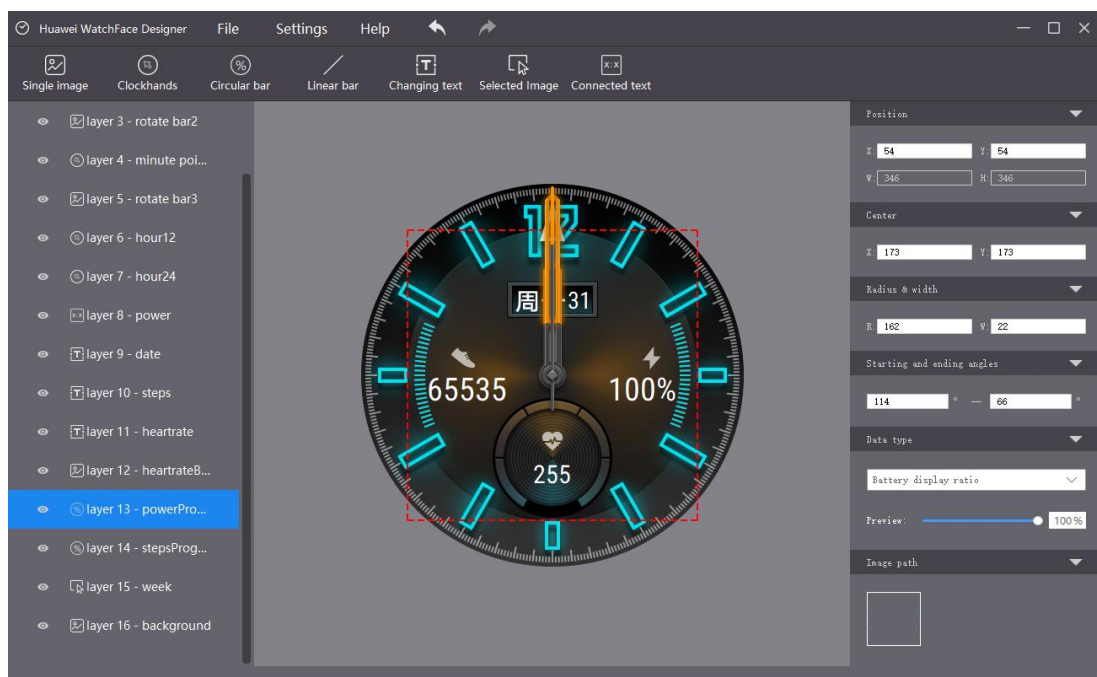 Huawei WatchFace Designer File Settings Help
Single image Clockhands Circular bar Linear bar Changing text Selected Image Connected text
layer 3 - rotate bar2
layer 4 - minute poi...
layer 5 - rotate bar3
layer 6 - hour12
layer 7 - hour24
layer 8 - power
layer 9 - date
layer 10 - steps
layer 11 - heartrate
layer 12 - heartrateB...
layer 13 - powerPro...
layer 14 - stepsProg...
layer 15 - week
layer 16 - background
12
周一31
65535
100%
255
Position
X: 54 Y: 54
W: 346 H: 346
Center
X: 173 Y: 173
Radius & width
R: 162 W: 22
Starting and ending angles
114 ° — 66 °
Data type
Battery display ratio
Preview: 100%
Image path